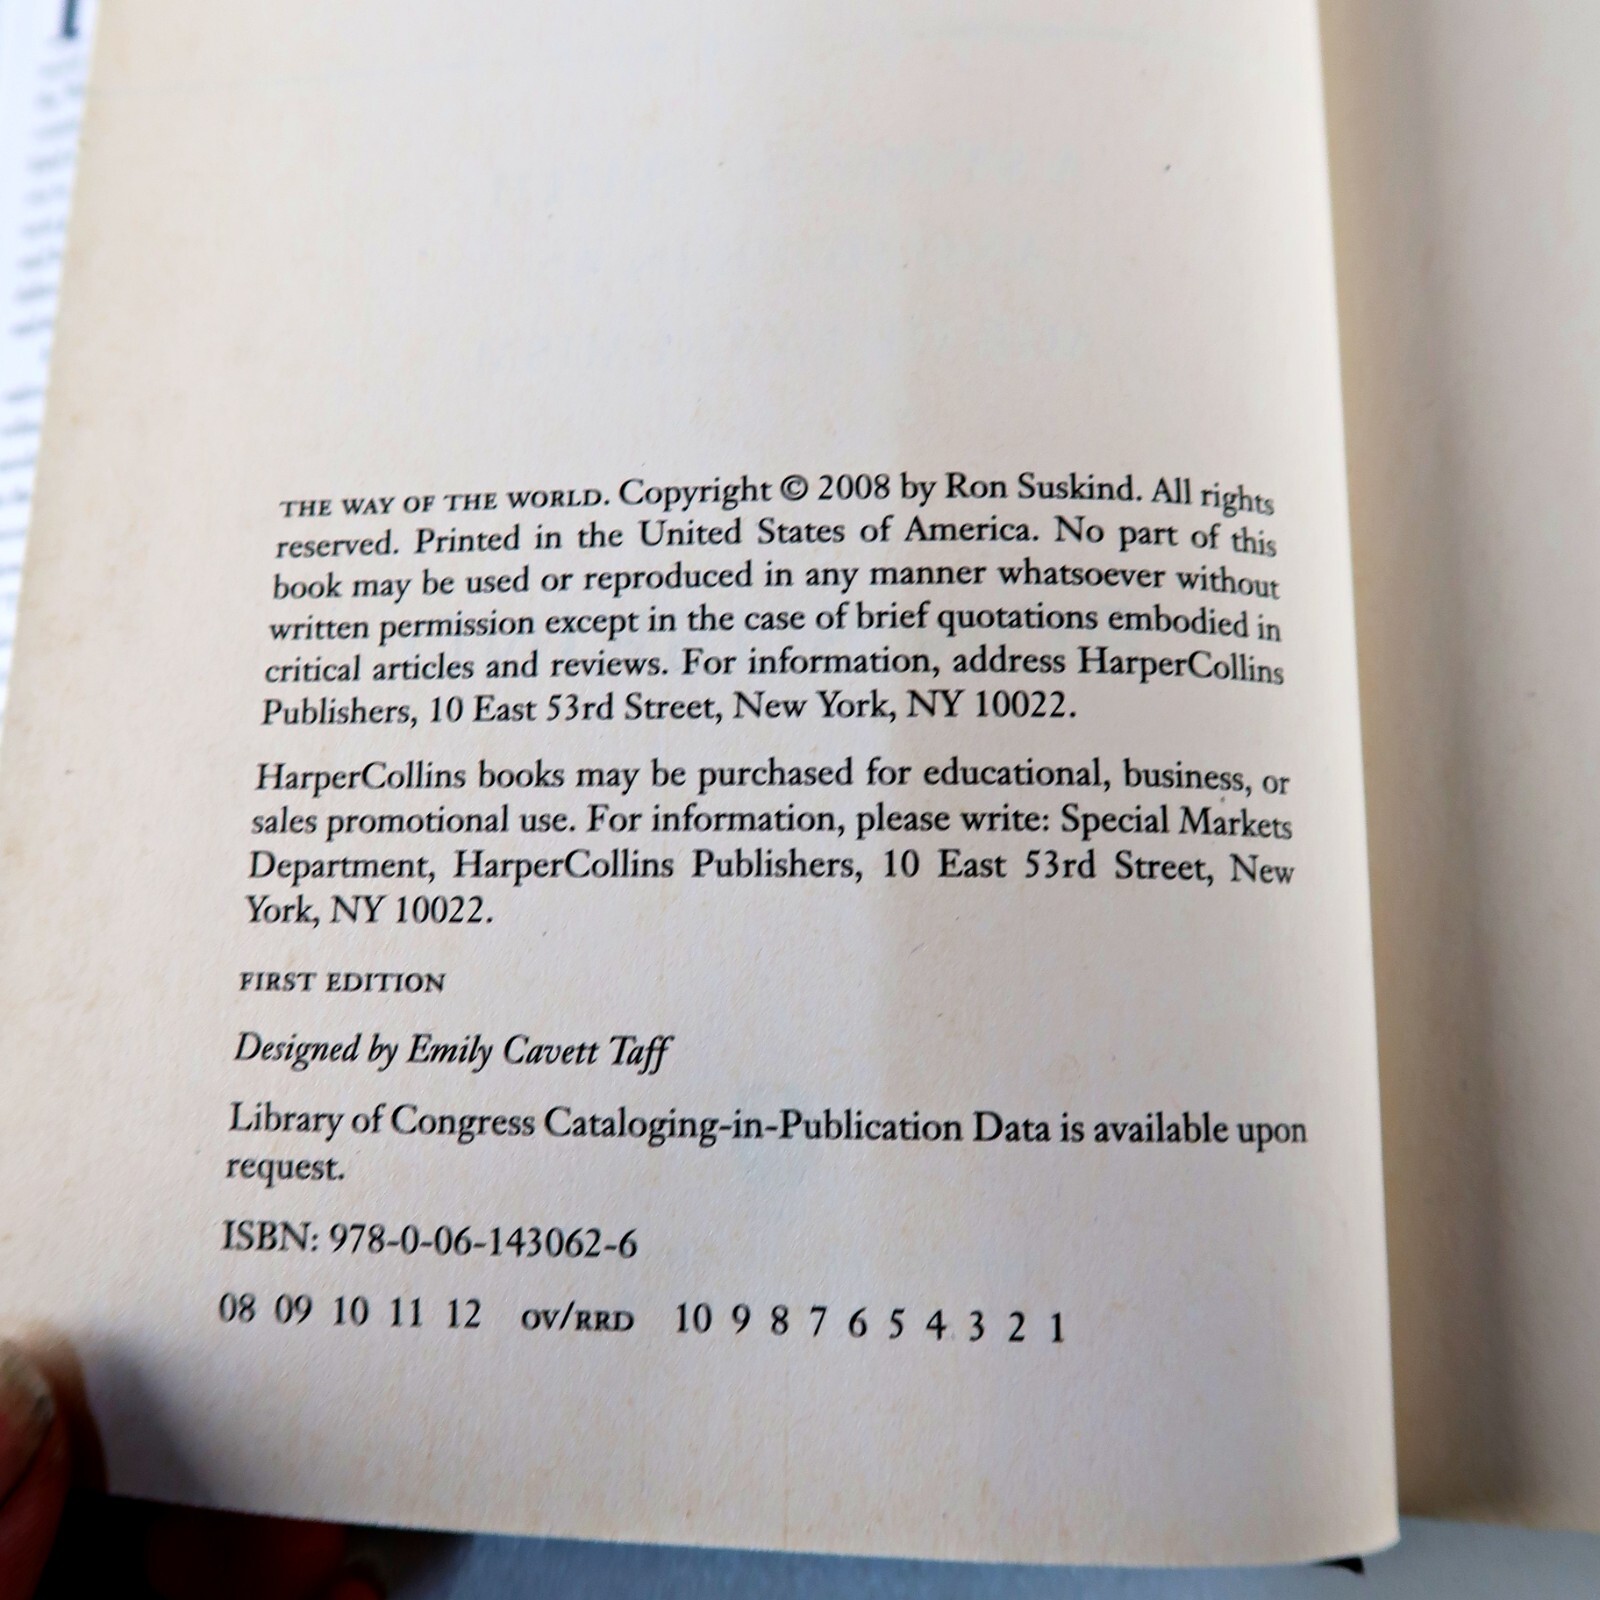 THE WAY OF THE WORLD. Copyright © 2008 by Ron Suskind. All rights
reserved. Printed in the United States of America. No part of this
book may be used or reproduced in any manner whatsoever without
written permission except in the case of brief quotations embodied in
critical articles and reviews. For information, address HarperCollins
Publishers, 10 East 53rd Street, New York, NY 10022.
HarperCollins books may be purchased for educational, business, or
sales promotional use. For information, please write: Special Markets
Department, HarperCollins Publishers, 10 East 53rd Street, New
York, NY 10022.
FIRST EDITION
Designed by Emily Cavett Taff
Library of Congress Cataloging-in-Publication Data is available upon
request.
ISBN: 978-0-06-143062-6
08 09 10 11 12 OV/RRD 10 9 8 7 6 5 4 3 2 1